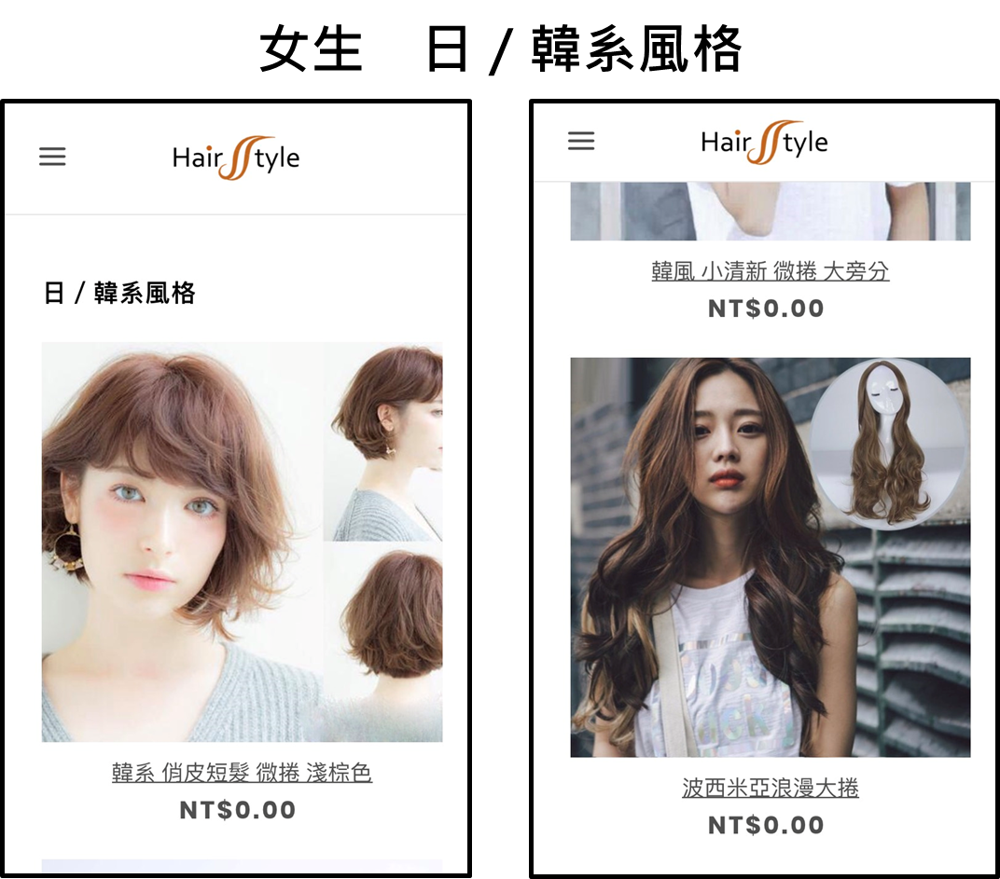 女生　日 / 韓系風格
Hair Style
日 / 韓系風格
韓系 俏皮短髮 微捲 淺棕色
NT$0.00
Hair Style
韓風 小清新 微捲 大旁分
NT$0.00
波西米亞浪漫大捲
NT$0.00